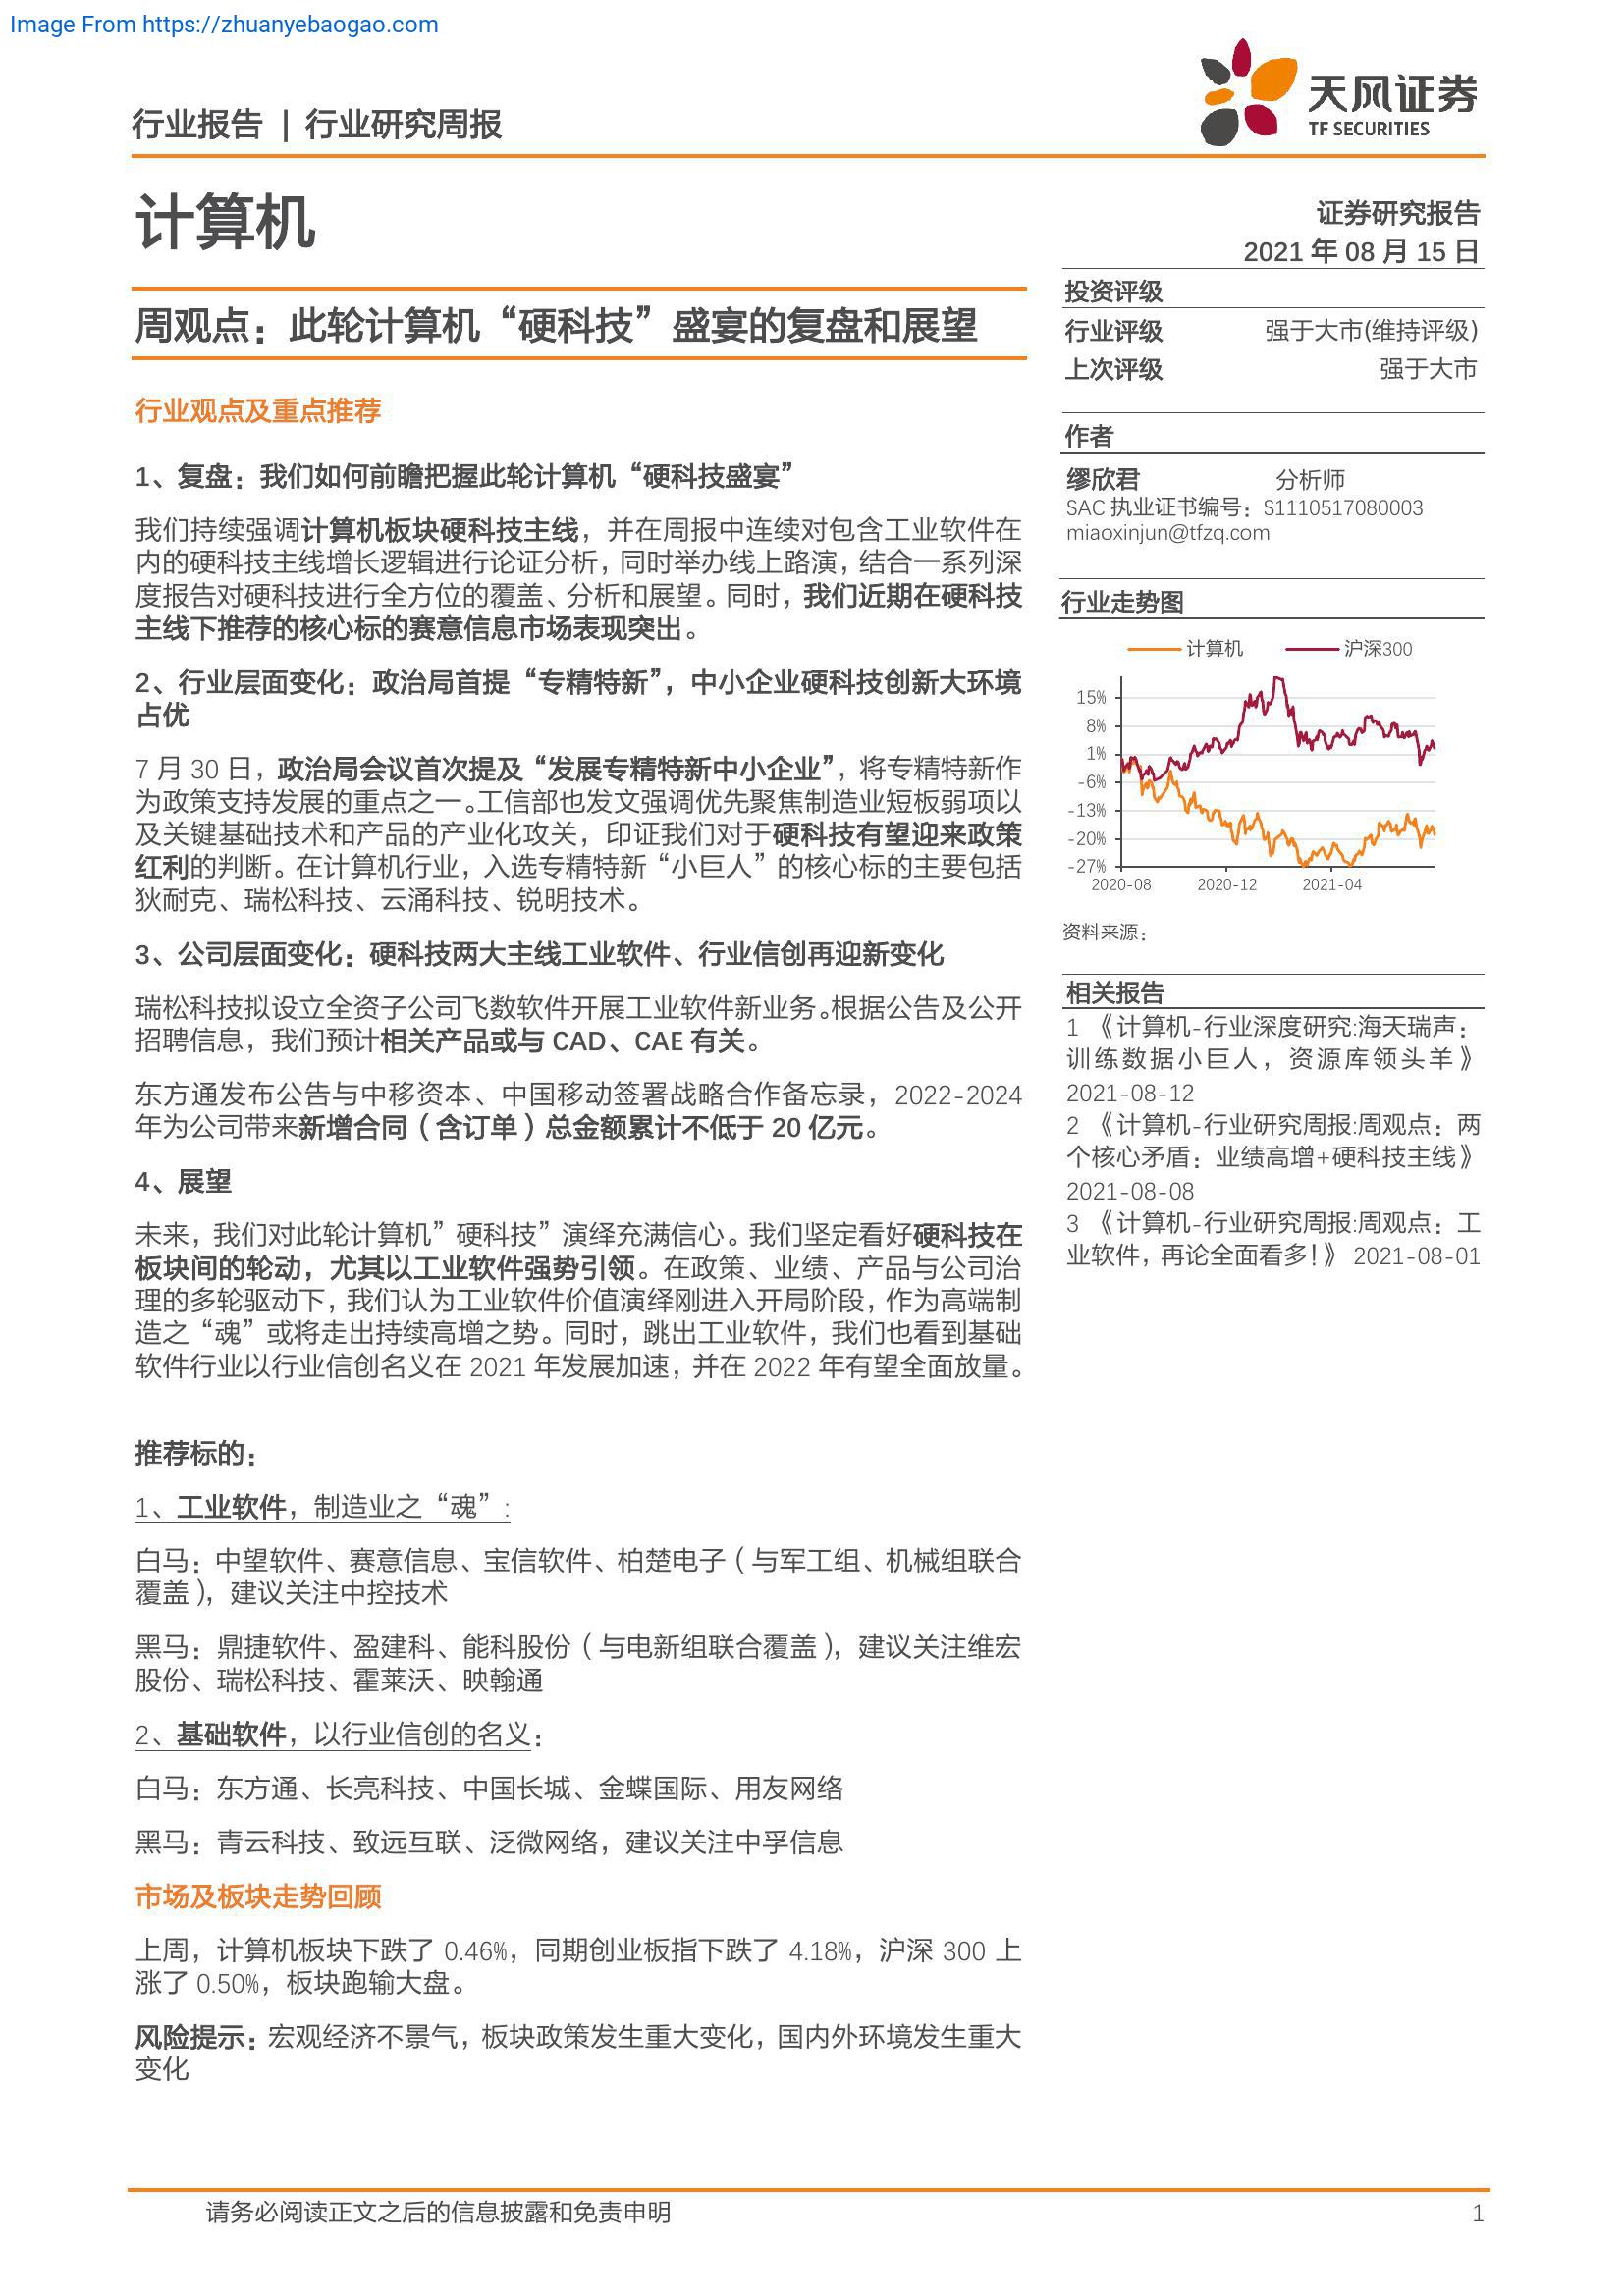 Image From https://zhuanyebaogao.com
行业报告 | 行业研究周报
天风证券
TF SECURITIES
计算机
证券研究报告
2021 年 08 月 15 日
周观点：此轮计算机“硬科技”盛宴的复盘和展望
行业观点及重点推荐
1、复盘：我们如何前瞻把握此轮计算机“硬科技盛宴”
我们持续强调计算机板块硬科技主线，并在周报中连续对包含工业软件在
内的硬科技主线增长逻辑进行论证分析，同时举办线上路演，结合一系列深
度报告对硬科技进行全方位的覆盖、分析和展望。同时，我们近期在硬科技
主线下推荐的核心标的赛意信息市场表现突出。
2、行业层面变化：政治局首提“专精特新”，中小企业硬科技创新大环境
占优
7 月 30 日，政治局会议首次提及“发展专精特新中小企业”，将专精特新作
为政策支持发展的重点之一。工信部也发文强调优先聚焦制造业短板弱项以
及关键基础技术和产品的产业化攻关，印证我们对于硬科技有望迎来政策
红利的判断。在计算机行业，入选专精特新“小巨人”的核心标的主要包括
狄耐克、瑞松科技、云涌科技、锐明技术。
3、公司层面变化：硬科技两大主线工业软件、行业信创再迎新变化
瑞松科技拟设立全资子公司飞数软件开展工业软件新业务。根据公告及公开
招聘信息，我们预计相关产品或与 CAD、CAE 有关。
东方通发布公告与中移资本、中国移动签署战略合作备忘录，2022-2024
年为公司带来新增合同（含订单）总金额累计不低于 20 亿元。
4、展望
未来，我们对此轮计算机”硬科技”演绎充满信心。我们坚定看好硬科技在
板块间的轮动，尤其以工业软件强势引领。在政策、业绩、产品与公司治
理的多轮驱动下，我们认为工业软件价值演绎刚进入开局阶段，作为高端制
造之“魂”或将走出持续高增之势。同时，跳出工业软件，我们也看到基础
软件行业以行业信创名义在 2021 年发展加速，并在 2022 年有望全面放量。
推荐标的：
1、工业软件，制造业之“魂”：
白马：中望软件、赛意信息、宝信软件、柏楚电子（与军工组、机械组联合
覆盖），建议关注中控技术
黑马：鼎捷软件、盈建科、能科股份（与电新组联合覆盖），建议关注维宏
股份、瑞松科技、霍莱沃、映翰通
2、基础软件，以行业信创的名义：
白马：东方通、长亮科技、中国长城、金蝶国际、用友网络
黑马：青云科技、致远互联、泛微网络，建议关注中孚信息
市场及板块走势回顾
上周，计算机板块下跌了 0.46%，同期创业板指下跌了 4.18%，沪深 300 上
涨了 0.50%，板块跑输大盘。
风险提示：宏观经济不景气，板块政策发生重大变化，国内外环境发生重大
变化
投资评级
行业评级 强于大市(维持评级)
上次评级 强于大市
作者
缪欣君 分析师
SAC 执业证书编号：S1110517080003
miaoxinjun@tfzq.com
行业走势图
计算机 沪深300
15%
8%
1%
-6%
-13%
-20%
-27%
2020-08 2020-12 2021-04
资料来源：
相关报告
1 《计算机-行业深度研究:海天瑞声：
训练数据小巨人，资源库领头羊》
2021-08-12
2 《计算机-行业研究周报:周观点：两
个核心矛盾：业绩高增+硬科技主线》
2021-08-08
3 《计算机-行业研究周报:周观点：工
业软件，再论全面看多！》 2021-08-01
请务必阅读正文之后的信息披露和免责申明 1